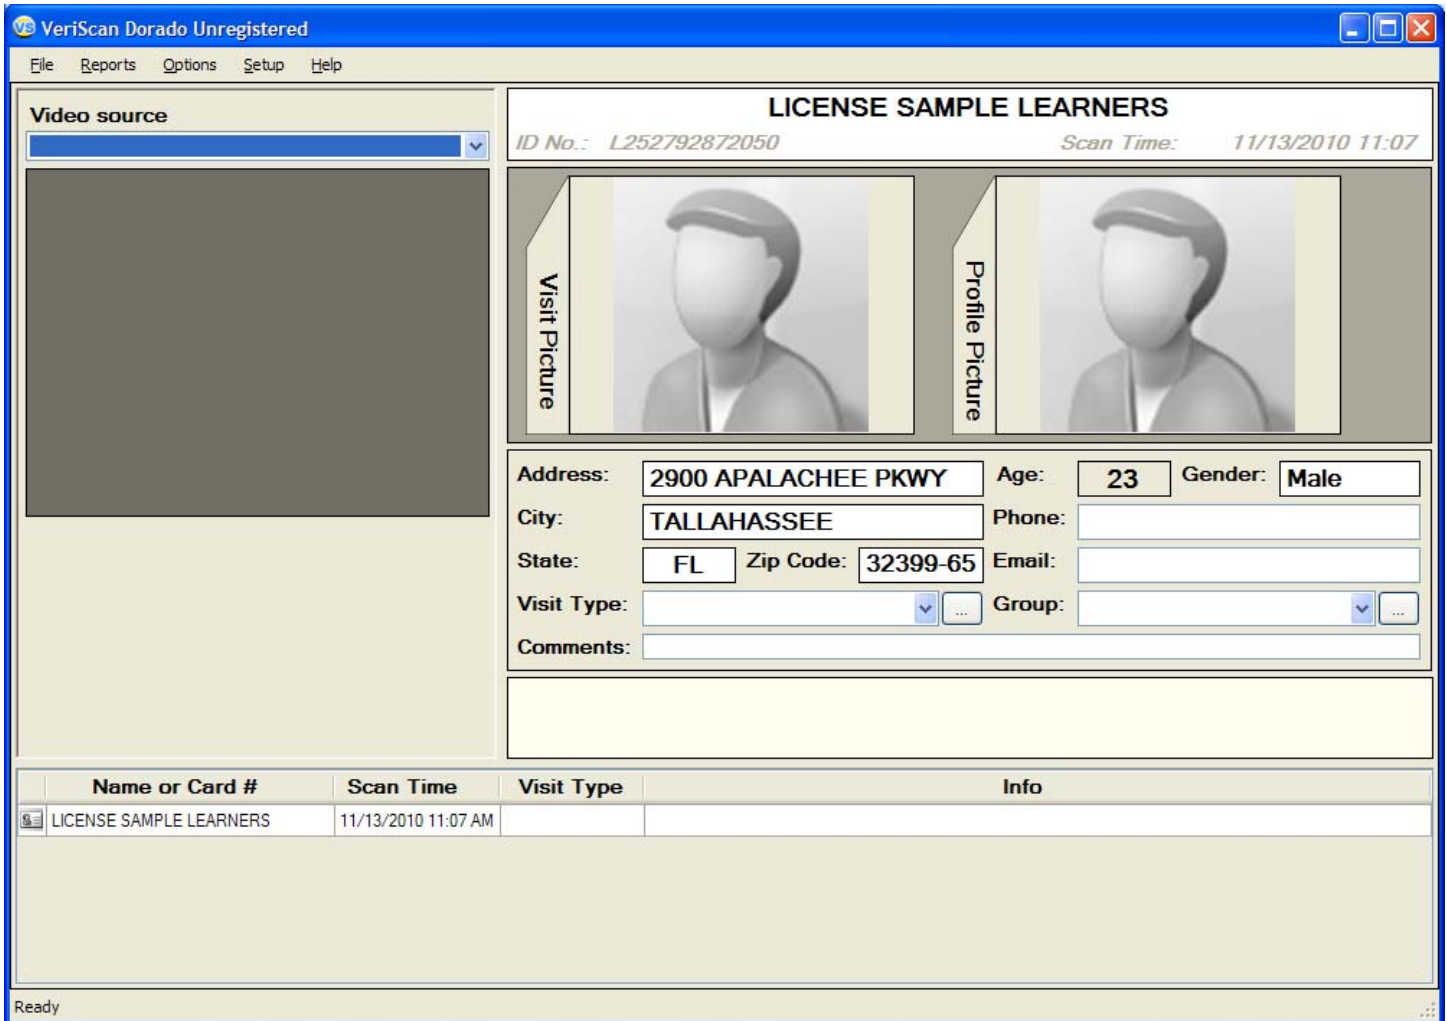 VS VeriScan Dorado Unregistered
File Reports Options Setup Help
Video source
LICENSE SAMPLE LEARNERS
ID No.: L252792872050 Scan Time: 11/13/2010 11:07
Visit Picture
Profile Picture
Address: 2900 APALACHEE PKWY Age: 23 Gender: Male
City: TALLAHASSEE Phone:
State: FL Zip Code: 32399-65 Email:
Visit Type: ... Group: ...
Comments:
Name or Card # Scan Time Visit Type Info
LICENSE SAMPLE LEARNERS 11/13/2010 11:07 AM
Ready